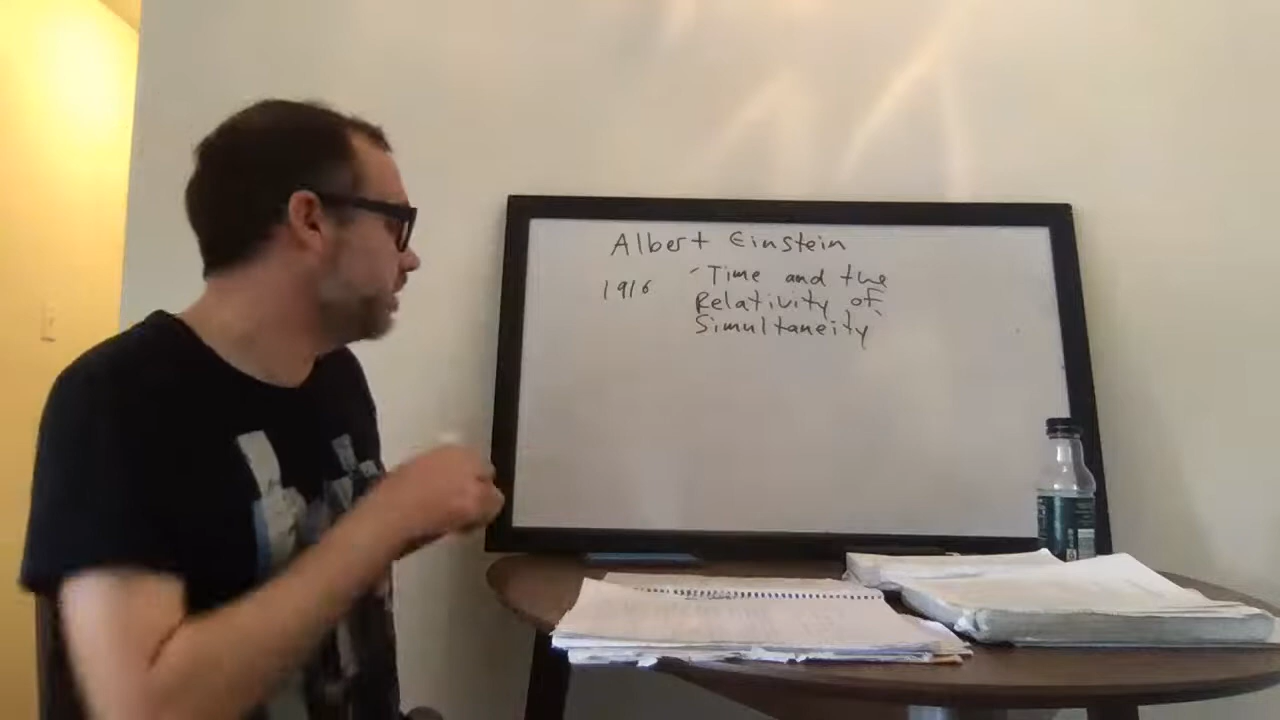 Albert Einstein
1916 "Time and the
Relativity of
Simultaneity